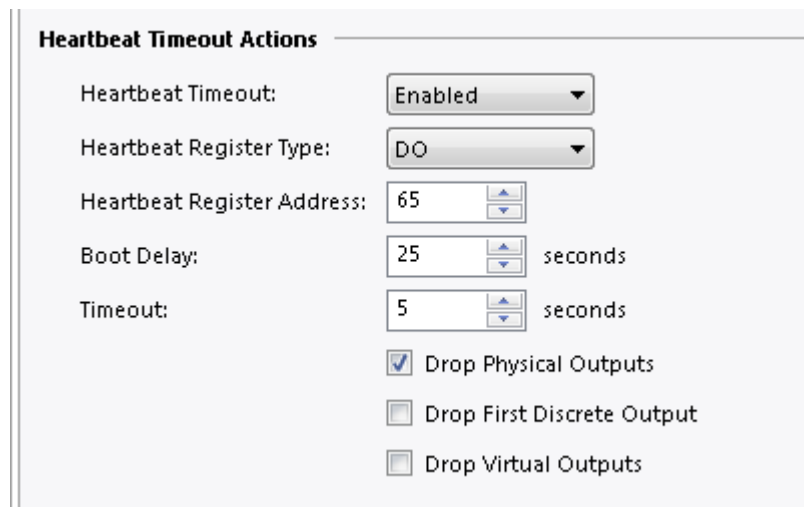 Heartbeat Timeout Actions
Heartbeat Timeout: Enabled
Heartbeat Register Type: DO
Heartbeat Register Address: 65
Boot Delay: 25 seconds
Timeout: 5 seconds
Drop Physical Outputs
Drop First Discrete Output
Drop Virtual Outputs